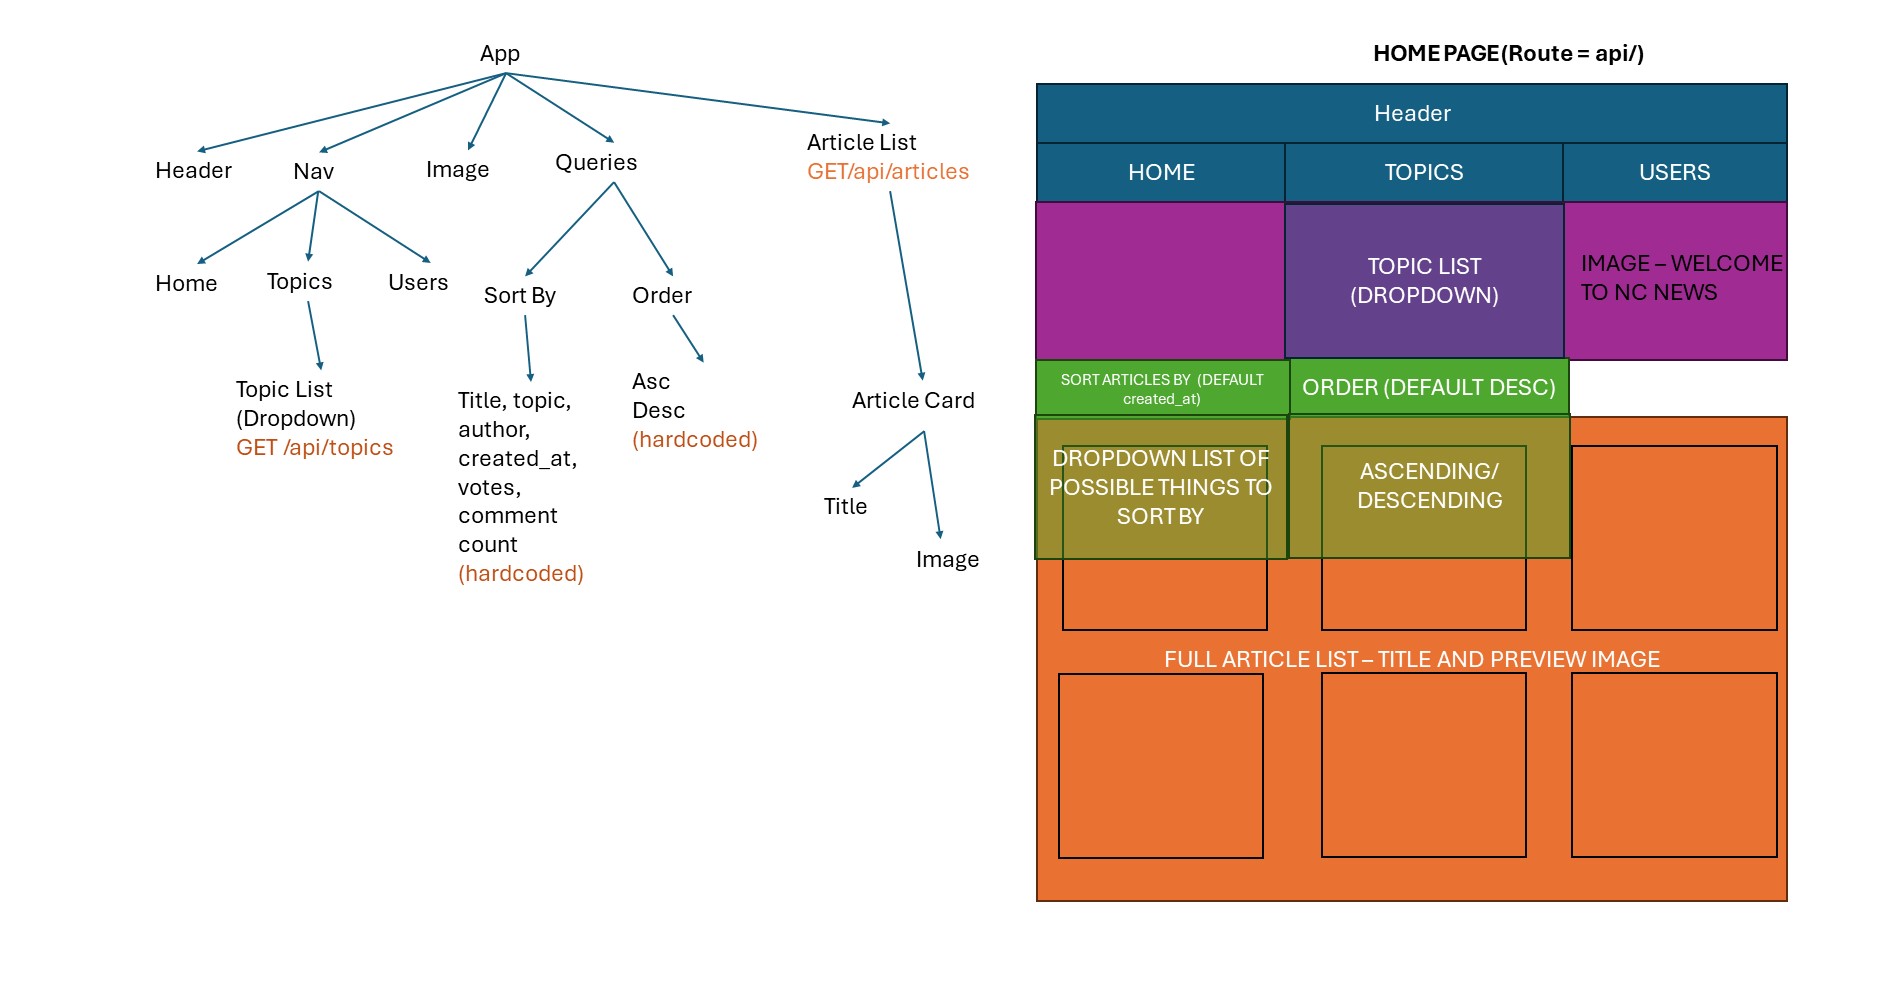 App
Header
Nav
Image
Queries
Article List
GET/api/articles
Home
Topics
Users
Sort By
Order
Topic List
(Dropdown)
GET /api/topics
Title, topic,
author,
created_at,
votes,
comment
count
(hardcoded)
Asc
Desc
(hardcoded)
Article Card
Title
Image
HOME PAGE(Route = api/)
Header
HOME
TOPICS
USERS
TOPIC LIST
(DROPDOWN)
IMAGE – WELCOME
TO NC NEWS
SORT ARTICLES BY (DEFAULT
created_at)
ORDER (DEFAULT DESC)
DROPDOWN LIST OF
POSSIBLE THINGS TO
SORT BY
ASCENDING/
DESCENDING
FULL ARTICLE LIST – TITLE AND PREVIEW IMAGE